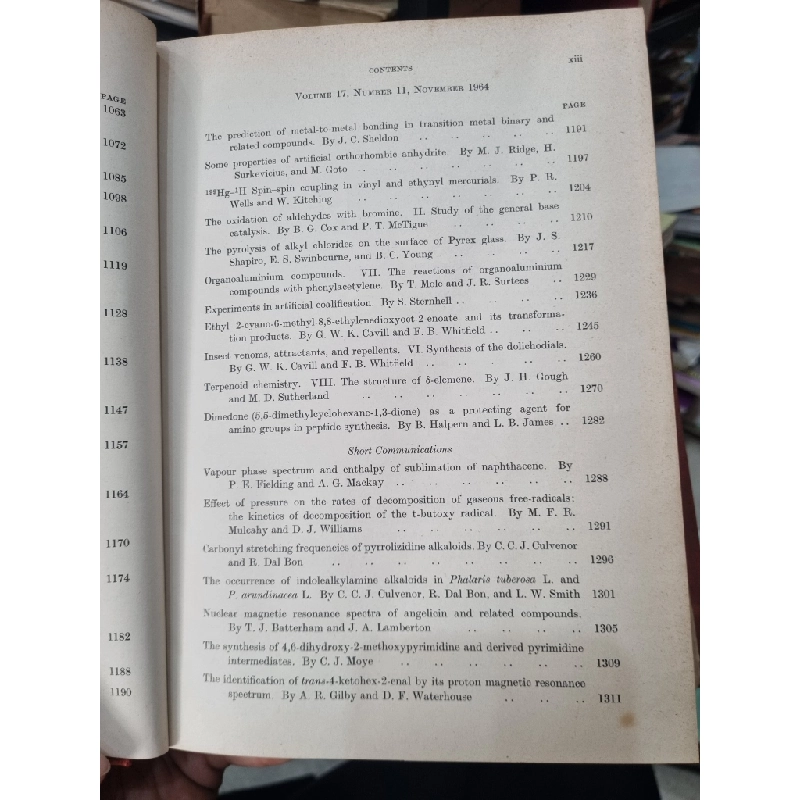 PAGE
1063
1072
1085
1098
1106
1119
1128
1138
1147
1157
1164
1170
1174
1182
1188
1190
CONTENTS xiii
VOLUME 17, NUMBER 11, NOVEMBER 1964
PAGE
The prediction of metal-to metal bonding in transition metal binary and
related compounds. By J. C. Sheldon .. .. .. .. .. 1191
Some properties of artificial orthorhombic anhydrite. By M. J. Ridge, H.
Surkevicius, and M. Goto .. .. .. .. .. .. 1197
¹⁹⁹Hg–¹H Spin–spin coupling in vinyl and ethynyl mercurials. By P. R.
Wells and W. Kitching .. .. .. .. .. .. 1204
The oxidation of aldehydes with bromine. II. Study of the general base
catalysis. By B. G. Cox and P. T. McTigue .. .. .. .. 1210
The pyrolysis of alkyl chlorides on the surface of Pyrex glass. By J. S.
Shapiro, E. S. Swinbourne, and B. C. Young .. .. .. .. 1217
Organoaluminium compounds. VII. The reactions of organoaluminium
compounds with phenylacetylene. By T. Mole and J. R. Surtees .. 1229
Experiments in artificial coalification. By S. Sternhell .. .. .. .. 1236
Ethyl 2-cyano-6-methyl-8,8-ethylenedioxyoct-2-enoate and its transforma-
tion products. By G. W. K. Cavill and F. B. Whitfield .. .. .. 1245
Insect venoms, attractants, and repellents. VI. Synthesis of the dolichodials.
By G. W. K. Cavill and F. B. Whitfield .. .. .. .. 1260
Terpenoid chemistry. VIII. The structure of δ-elemene. By J. H. Gough
and M. D. Sutherland .. .. .. .. .. .. 1270
Dimedone (5,5-dimethylcyclohexane-1,3-dione) as a protecting agent for
amino groups in peptide synthesis. By B. Halpern and L. B. James .. 1282
Short Communications
Vapour phase spectrum and enthalpy of sublimation of naphthacene. By
P. E. Fielding and A. G. Mackay .. .. .. .. .. 1288
Effect of pressure on the rates of decomposition of gaseous free-radicals:
the kinetics of decomposition of the t-butoxy radical. By M. F. R.
Mulcahy and D. J. Williams .. .. .. .. .. 1291
Carbonyl stretching frequencies of pyrrolizidine alkaloids. By C. C. J. Culvenor
and R. Dal Bon .. .. .. .. .. .. .. 1296
The occurrence of indolealkylamine alkaloids in Phalaris tuberosa L. and
P. arundinacea L. By C. C. J. Culvenor, R. Dal Bon, and L. W. Smith 1301
Nuclear magnetic resonance spectra of angelicin and related compounds.
By T. J. Batterham and J. A. Lamberton .. .. .. .. 1305
The synthesis of 4,6-dihydroxy-2-methoxypyrimidine and derived pyrimidine
intermediates. By C. J. Moye .. .. .. .. .. 1309
The identification of trans-4-ketohex-2-enal by its proton magnetic resonance
spectrum. By A. R. Gilby and D. F. Waterhouse .. .. .. 1311